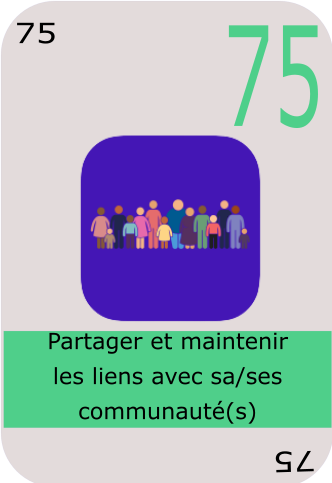 75
75
Partager et maintenir
les liens avec sa/ses
communauté(s)
75